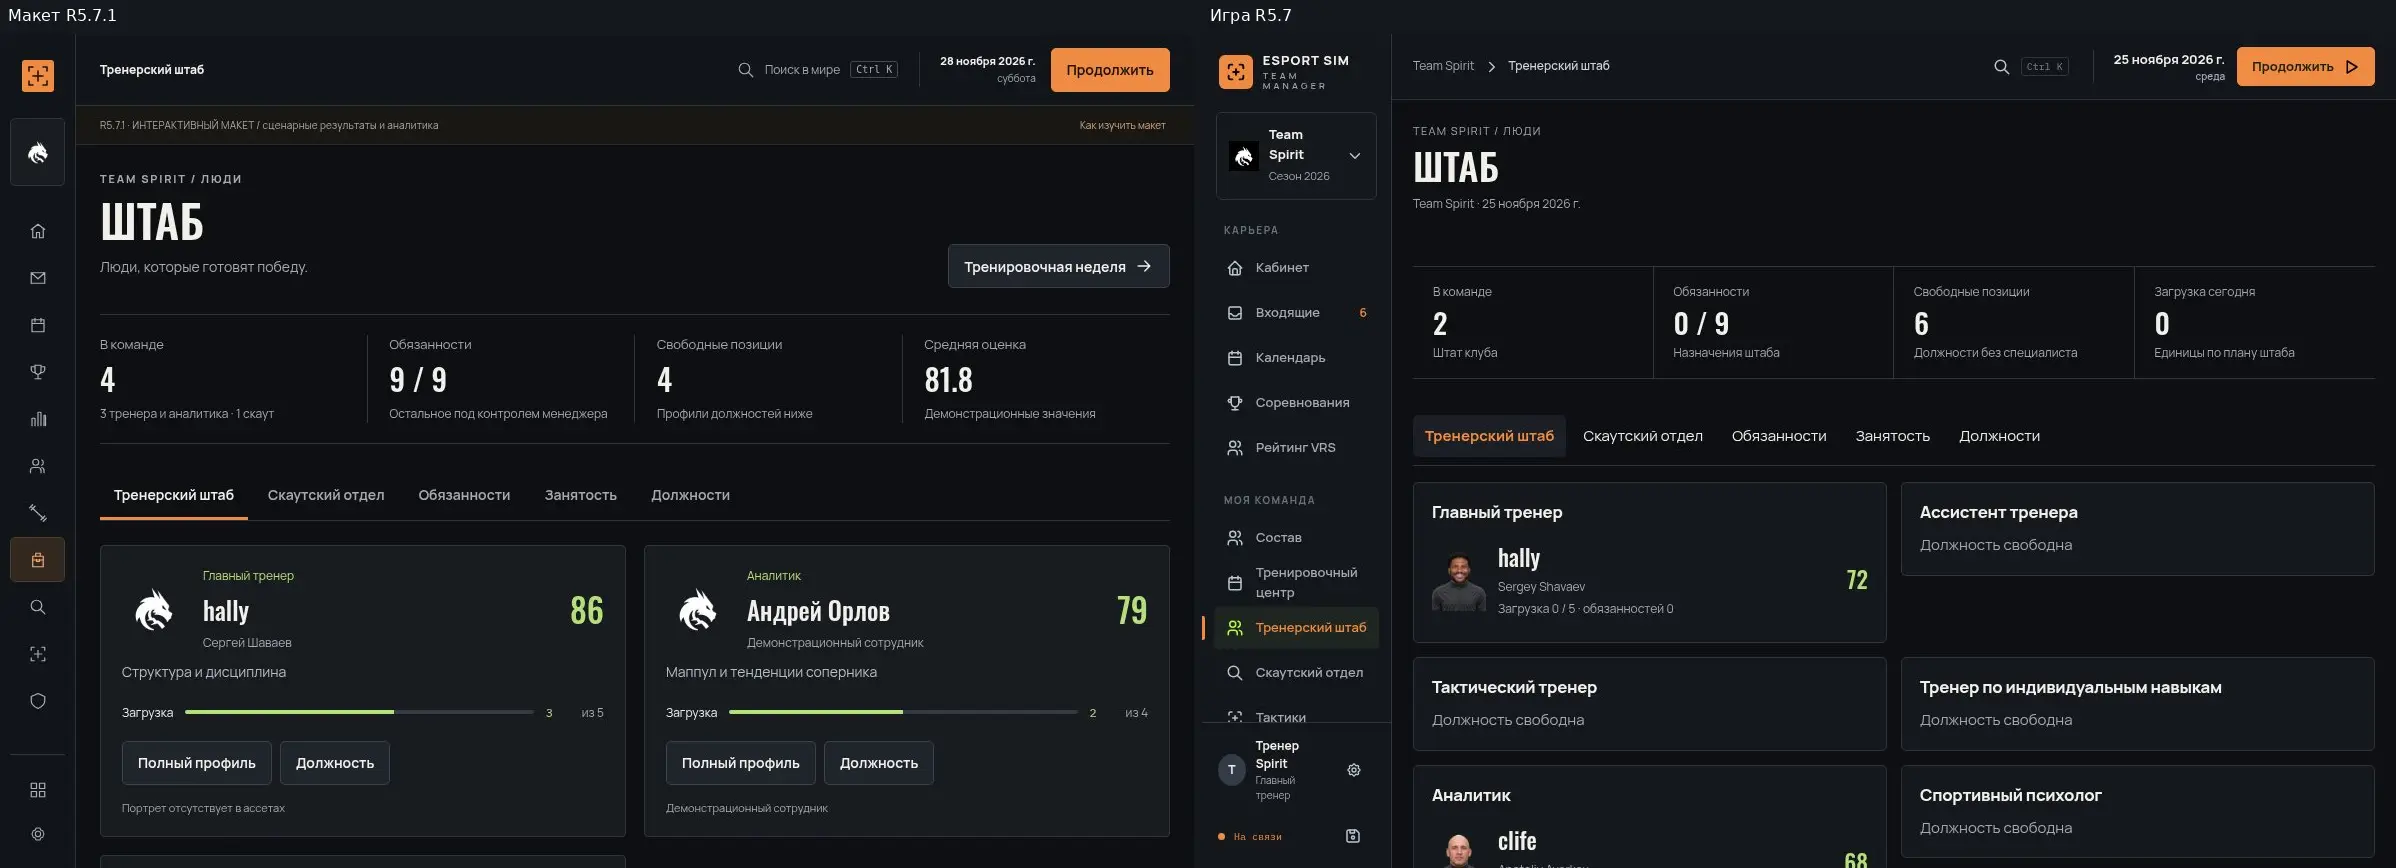 Макет R5.7.1
Тренерский штаб
Поиск в мире
Ctrl K
28 ноября 2026 г.
суббота
Продолжить
R5.7.1 · ИНТЕРАКТИВНЫЙ МАКЕТ / сценарные результаты и аналитика
Как изучить макет
TEAM SPIRIT / ЛЮДИ
ШТАБ
Люди, которые готовят победу.
Тренировочная неделя
В команде
4
3 тренера и аналитика · 1 скаут
Обязанности
9 / 9
Остальное под контролем менеджера
Свободные позиции
4
Профили должностей ниже
Средняя оценка
81.8
Демонстрационные значения
Тренерский штаб
Скаутский отдел
Обязанности
Занятость
Должности
Главный тренер
hally
Сергей Шаваев
86
Структура и дисциплина
Загрузка
3
из 5
Полный профиль
Должность
Портрет отсутствует в ассетах
Аналитик
Андрей Орлов
Демонстрационный сотрудник
79
Маппул и тенденции соперника
Загрузка
2
из 4
Полный профиль
Должность
Демонстрационный сотрудник
Игра R5.7
ESPORT SIM
TEAM
MANAGER
Team
Spirit
Сезон 2026
КАРЬЕРА
Кабинет
Входящие
6
Календарь
Соревнования
Рейтинг VRS
МОЯ КОМАНДА
Состав
Тренировочный
центр
Тренерский штаб
Скаутский отдел
Тактики
T
Тренер
Spirit
Главный
тренер
На связи
Team Spirit
Тренерский штаб
Ctrl K
25 ноября 2026 г.
среда
Продолжить
TEAM SPIRIT / ЛЮДИ
ШТАБ
Team Spirit · 25 ноября 2026 г.
В команде
2
Штат клуба
Обязанности
0 / 9
Назначения штаба
Свободные позиции
6
Должности без специалиста
Загрузка сегодня
0
Единицы по плану штаба
Тренерский штаб
Скаутский отдел
Обязанности
Занятость
Должности
Главный тренер
hally
Sergey Shavaev
Загрузка 0 / 5 · обязанностей 0
72
Ассистент тренера
Должность свободна
Тактический тренер
Должность свободна
Тренер по индивидуальным навыкам
Должность свободна
Аналитик
clife
68
Спортивный психолог
Должность свободна